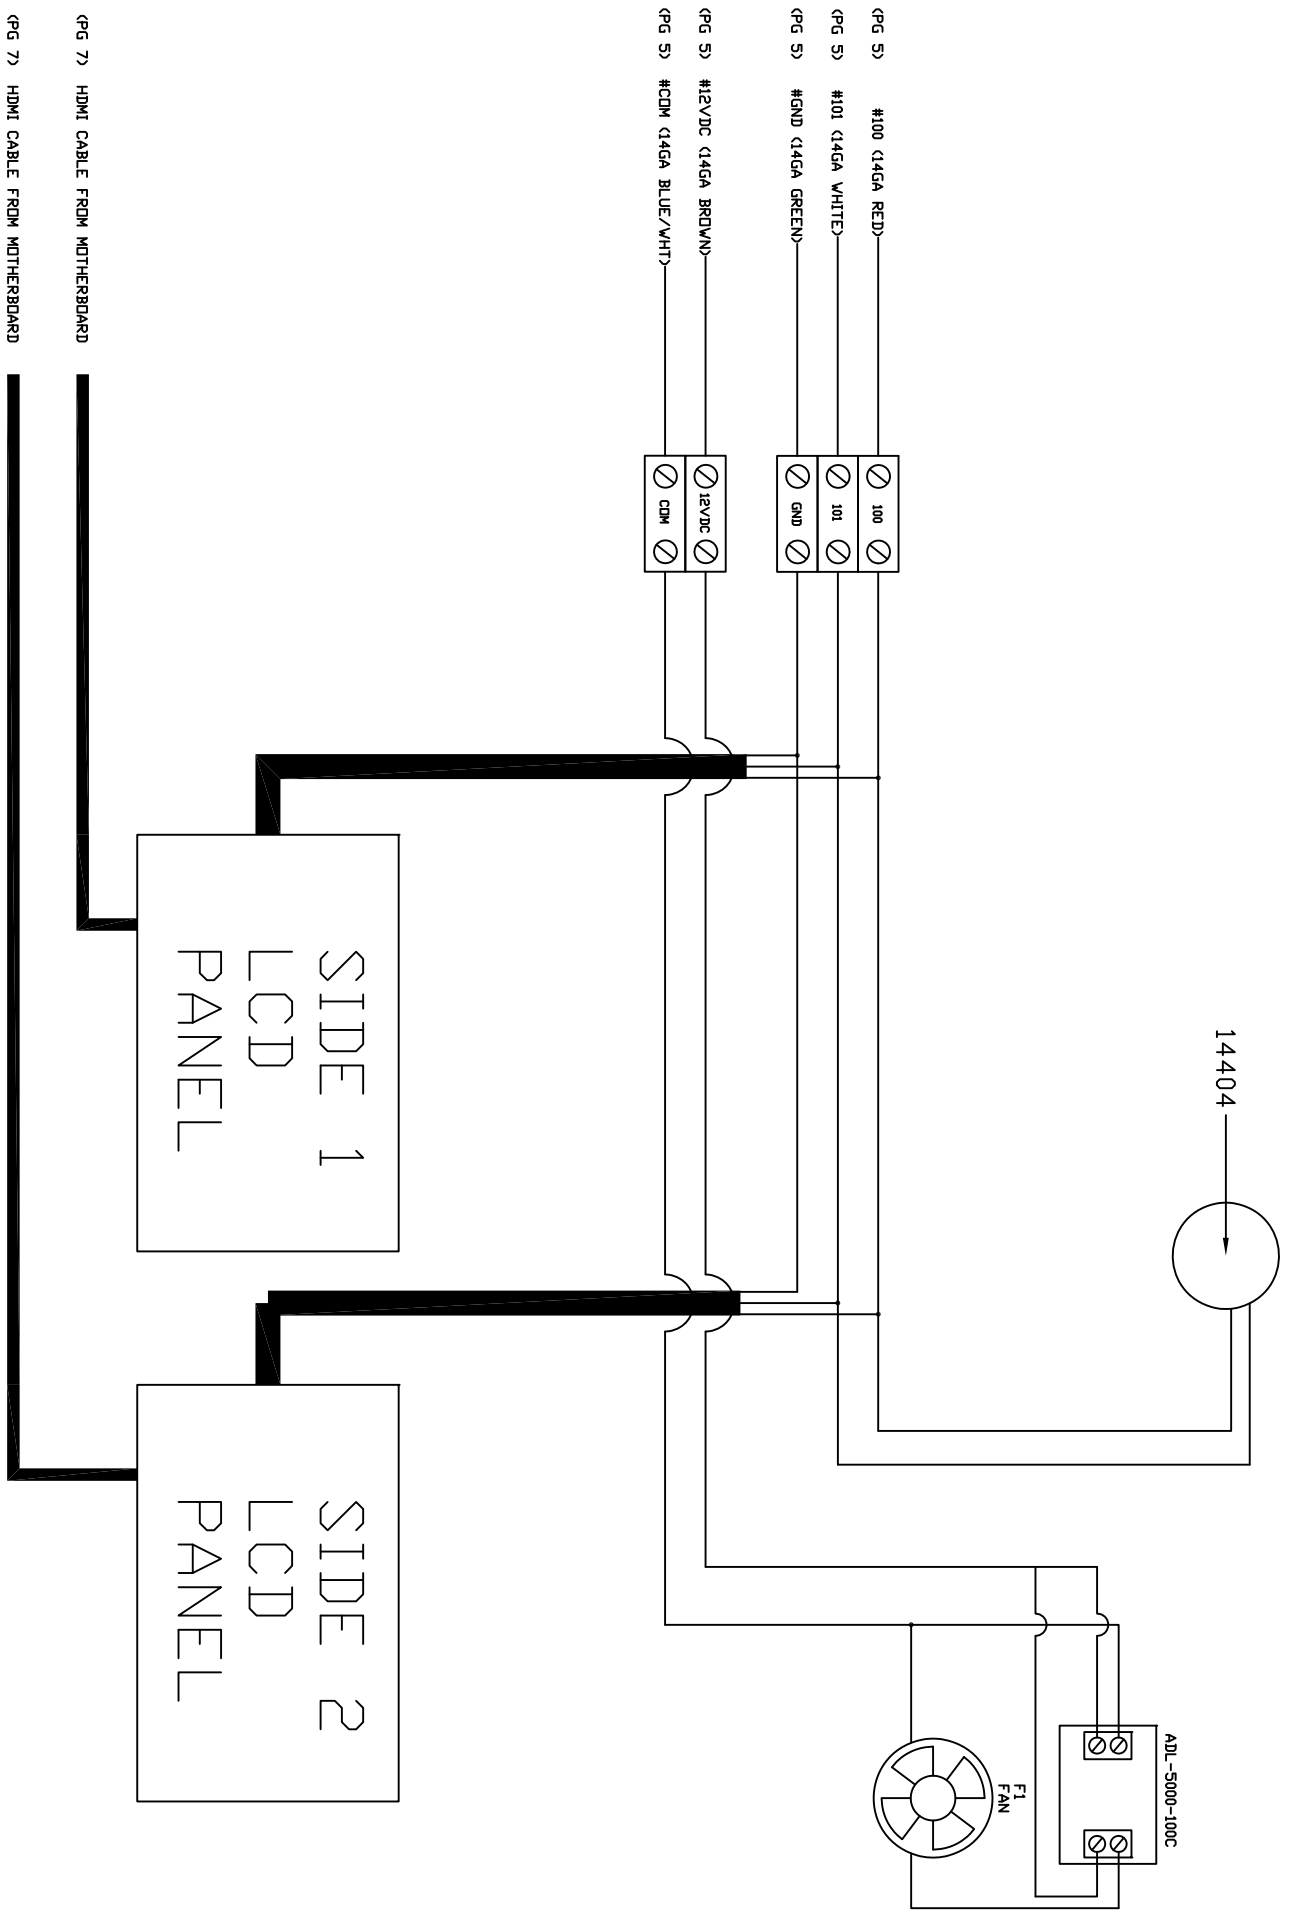 (PG 5) #100 (14GA RED)
(PG 5) #101 (14GA WHITE)
(PG 5) #GND (14GA GREEN)
(PG 5) #12VDC (14GA BROWN)
(PG 5) #COM (14GA BLUE/WHT)
(PG 7) HDMI CABLE FROM MOTHERBOARD
(PG 7) HDMI CABLE FROM MOTHERBOARD
100
101
GND
12VDC
COM
14404
SIDE 1
LCD
PANEL
SIDE 2
LCD
PANEL
ADL-5000-100C
F1
FAN